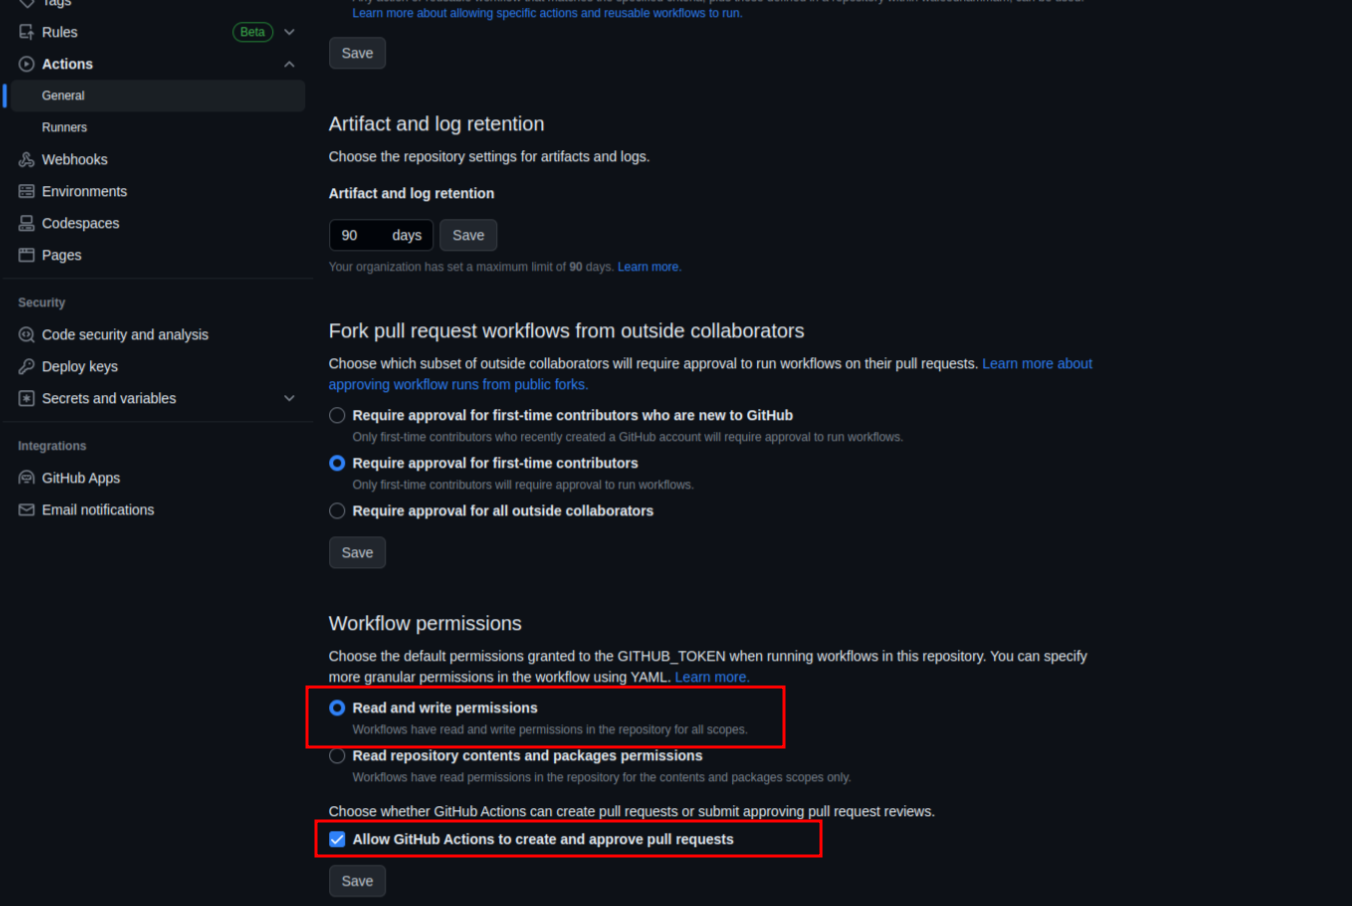 Tags
Rules
Beta
Actions
General
Runners
Webhooks
Environments
Codespaces
Pages
Security
Code security and analysis
Deploy keys
Secrets and variables
Integrations
GitHub Apps
Email notifications
Learn more about allowing specific actions and reusable workflows to run.
Save
Artifact and log retention
Choose the repository settings for artifacts and logs.
Artifact and log retention
90 days Save
Your organization has set a maximum limit of 90 days. Learn more.
Fork pull request workflows from outside collaborators
Choose which subset of outside collaborators will require approval to run workflows on their pull requests. Learn more about
approving workflow runs from public forks.
Require approval for first-time contributors who are new to GitHub
Only first-time contributors who recently created a GitHub account will require approval to run workflows.
Require approval for first-time contributors
Only first-time contributors will require approval to run workflows.
Require approval for all outside collaborators
Save
Workflow permissions
Choose the default permissions granted to the GITHUB_TOKEN when running workflows in this repository. You can specify
more granular permissions in the workflow using YAML. Learn more.
Read and write permissions
Workflows have read and write permissions in the repository for all scopes.
Read repository contents and packages permissions
Workflows have read permissions in the repository for the contents and packages scopes only.
Choose whether GitHub Actions can create pull requests or submit approving pull request reviews.
Allow GitHub Actions to create and approve pull requests
Save